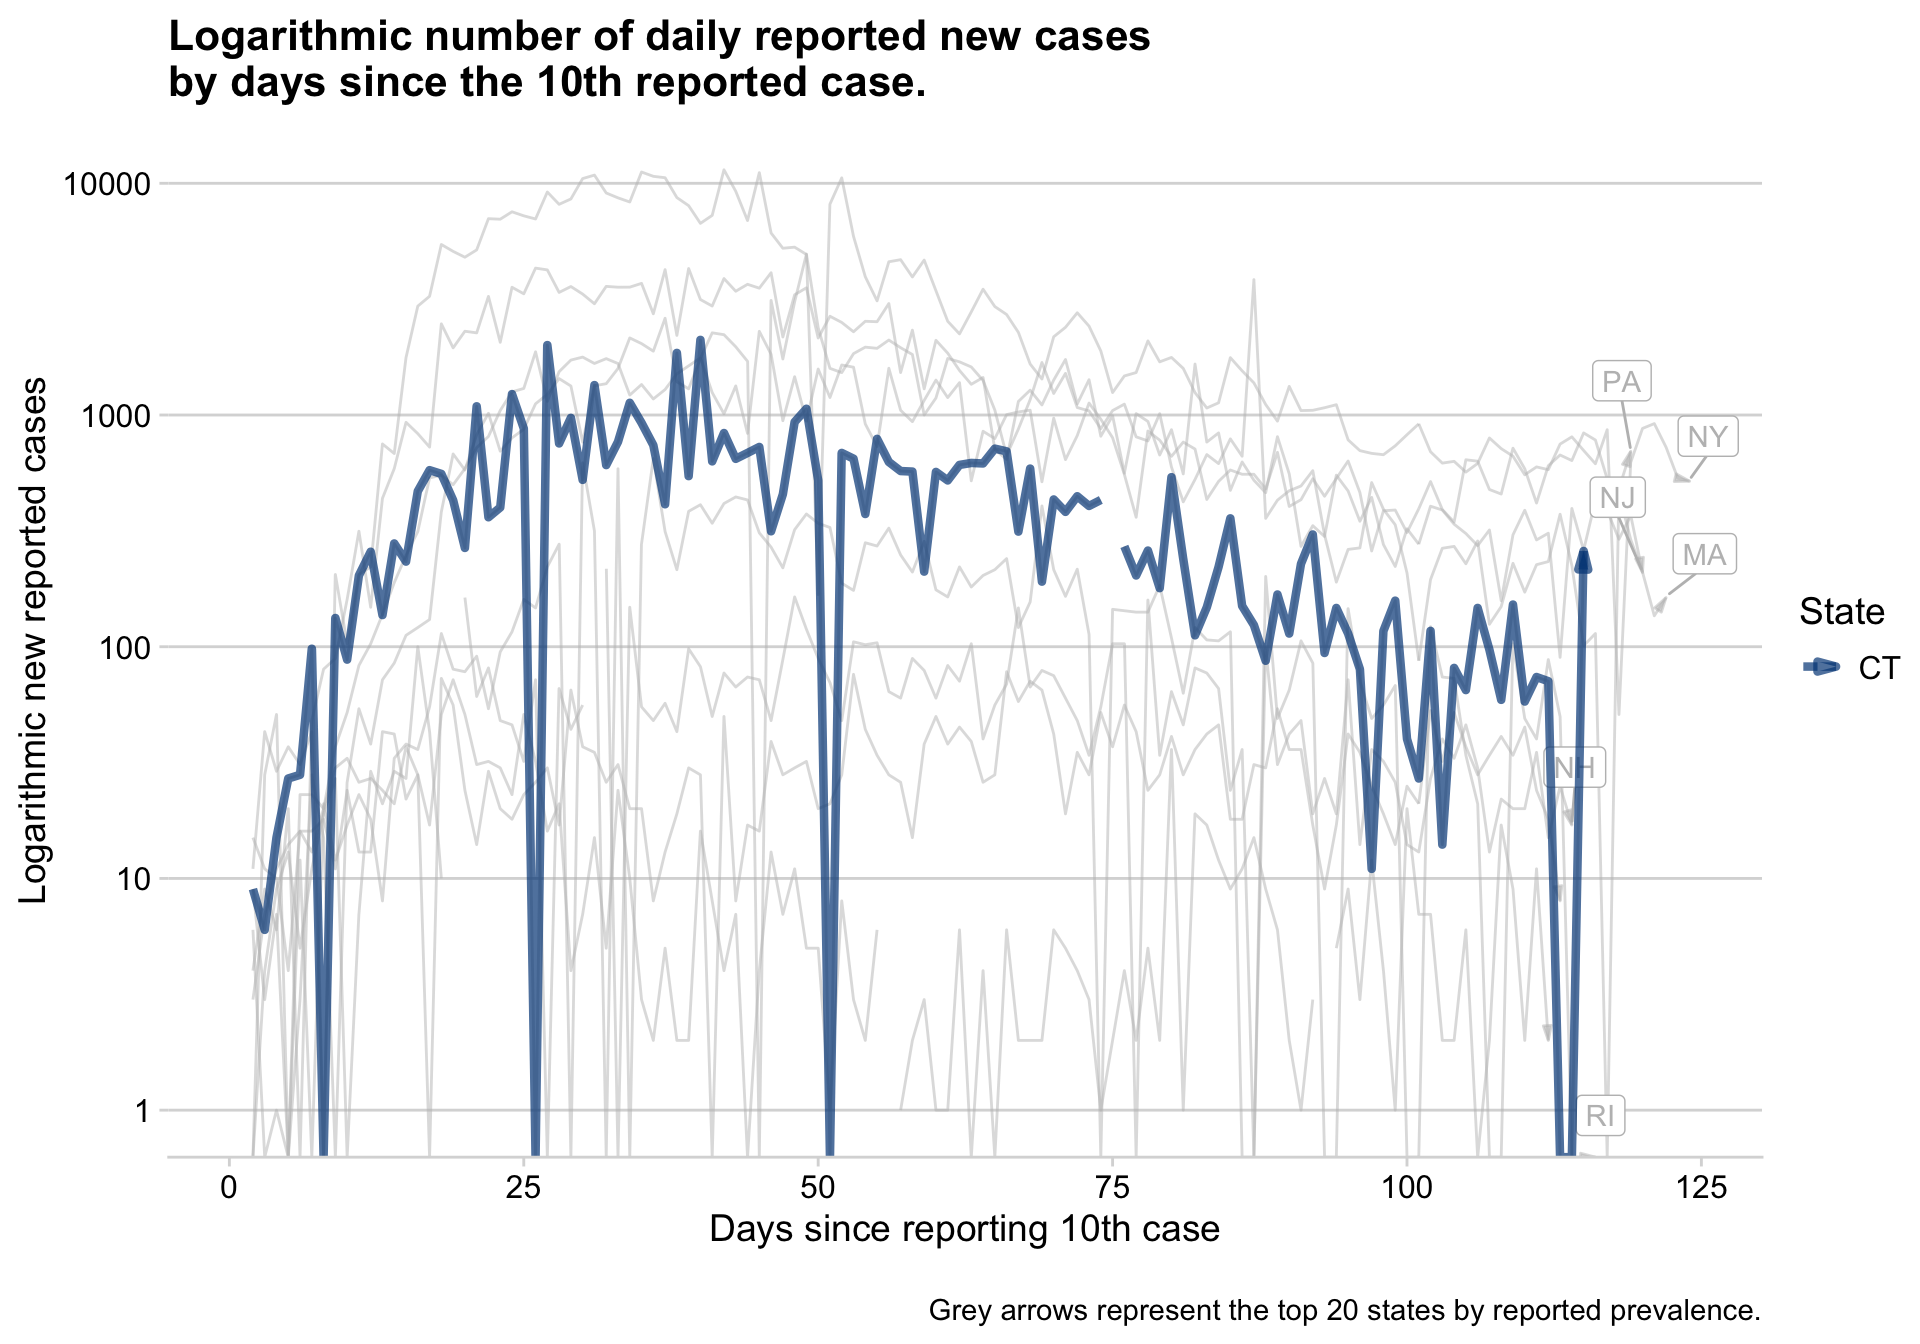 Logarithmic number of daily reported new cases
by days since the 10th reported case.
Logarithmic new reported cases
10000
1000
100
10
1
PA
NY
NJ
MA
NH
RI
State
CT
0
25
50
75
100
125
Days since reporting 10th case
Grey arrows represent the top 20 states by reported prevalence.